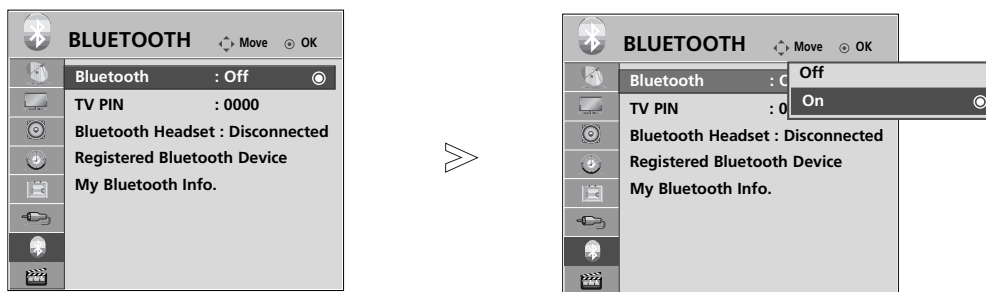 BLUETOOTH Move OK
Bluetooth : Off
TV PIN : 0000
Bluetooth Headset : Disconnected
Registered Bluetooth Device
My Bluetooth Info.
BLUETOOTH Move OK
Bluetooth :
Off
TV PIN : 0
On
Bluetooth Headset : Disconnected
Registered Bluetooth Device
My Bluetooth Info.